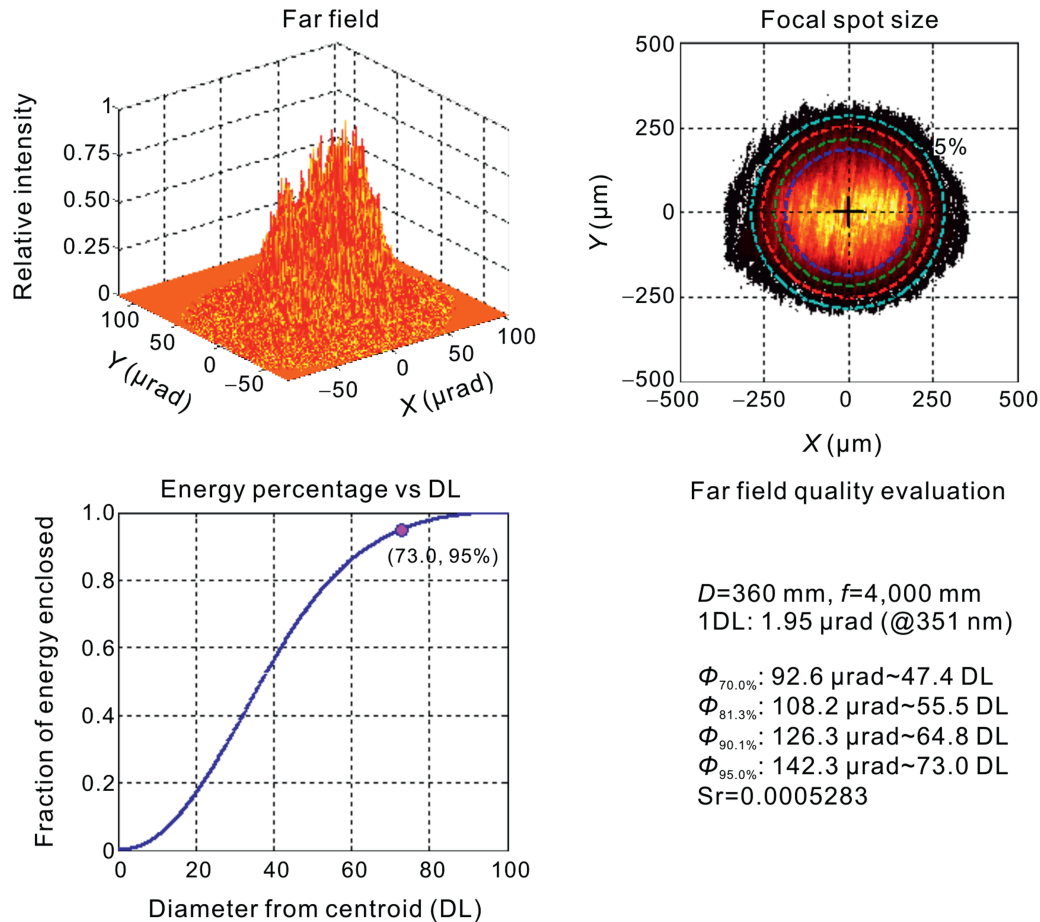 Far field
Relative intensity
1
0.75
0.50
0.25
0
100
50
0
−50
Y (μrad)
−50
0
50
100
X (μrad)
Focal spot size
500
250
0
−250
−500
Y (μm)
5%
−500
−250
0
250
500
X (μm)
Energy percentage vs DL
Fraction of energy enclosed
1.0
0.8
0.6
0.4
0.2
0
(73.0, 95%)
0
20
40
60
80
100
Diameter from centroid (DL)
Far field quality evaluation
D=360 mm, f=4,000 mm
1DL: 1.95 μrad (@351 nm)
Φ70.0%: 92.6 μrad~47.4 DL
Φ81.3%: 108.2 μrad~55.5 DL
Φ90.1%: 126.3 μrad~64.8 DL
Φ95.0%: 142.3 μrad~73.0 DL
Sr=0.0005283